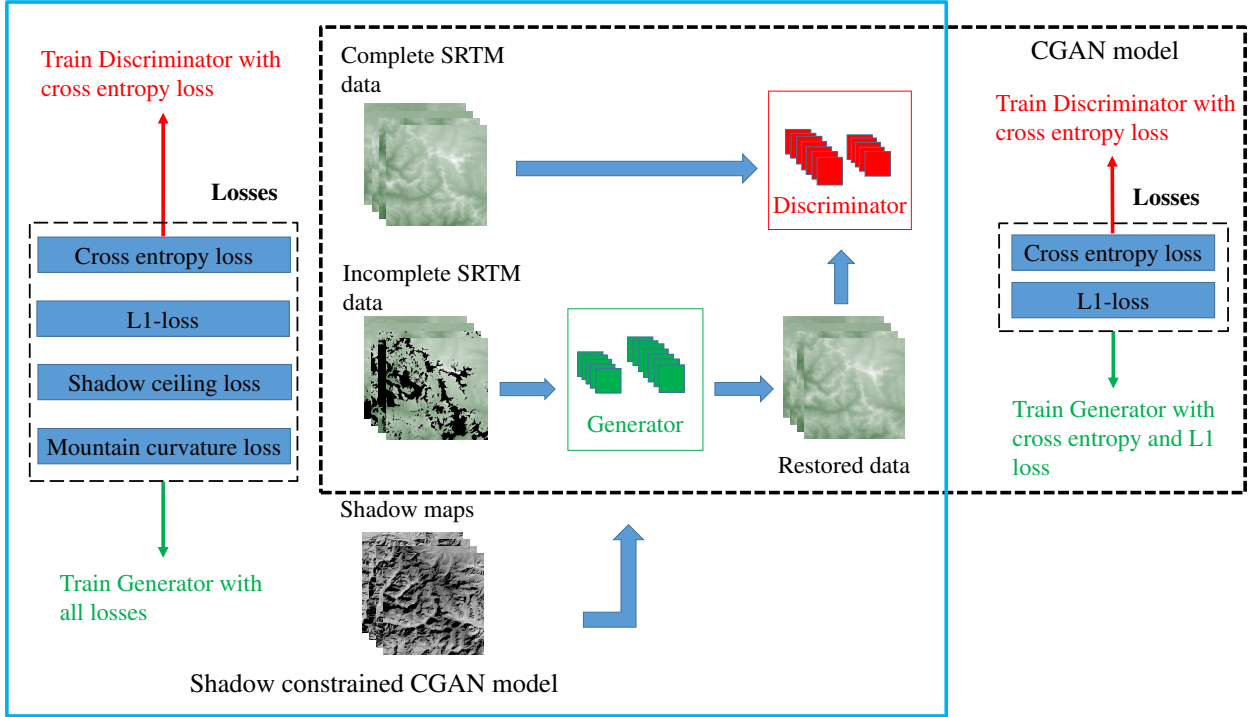 Train Discriminator with
cross entropy loss
Losses
Cross entropy loss
L1-loss
Shadow ceiling loss
Mountain curvature loss
Train Generator with
all losses
Complete SRTM
data
Discriminator
Incomplete SRTM
data
Generator
Restored data
Shadow maps
Shadow constrained CGAN model
CGAN model
Train Discriminator with
cross entropy loss
Losses
Cross entropy loss
L1-loss
Train Generator with
cross entropy and L1
loss